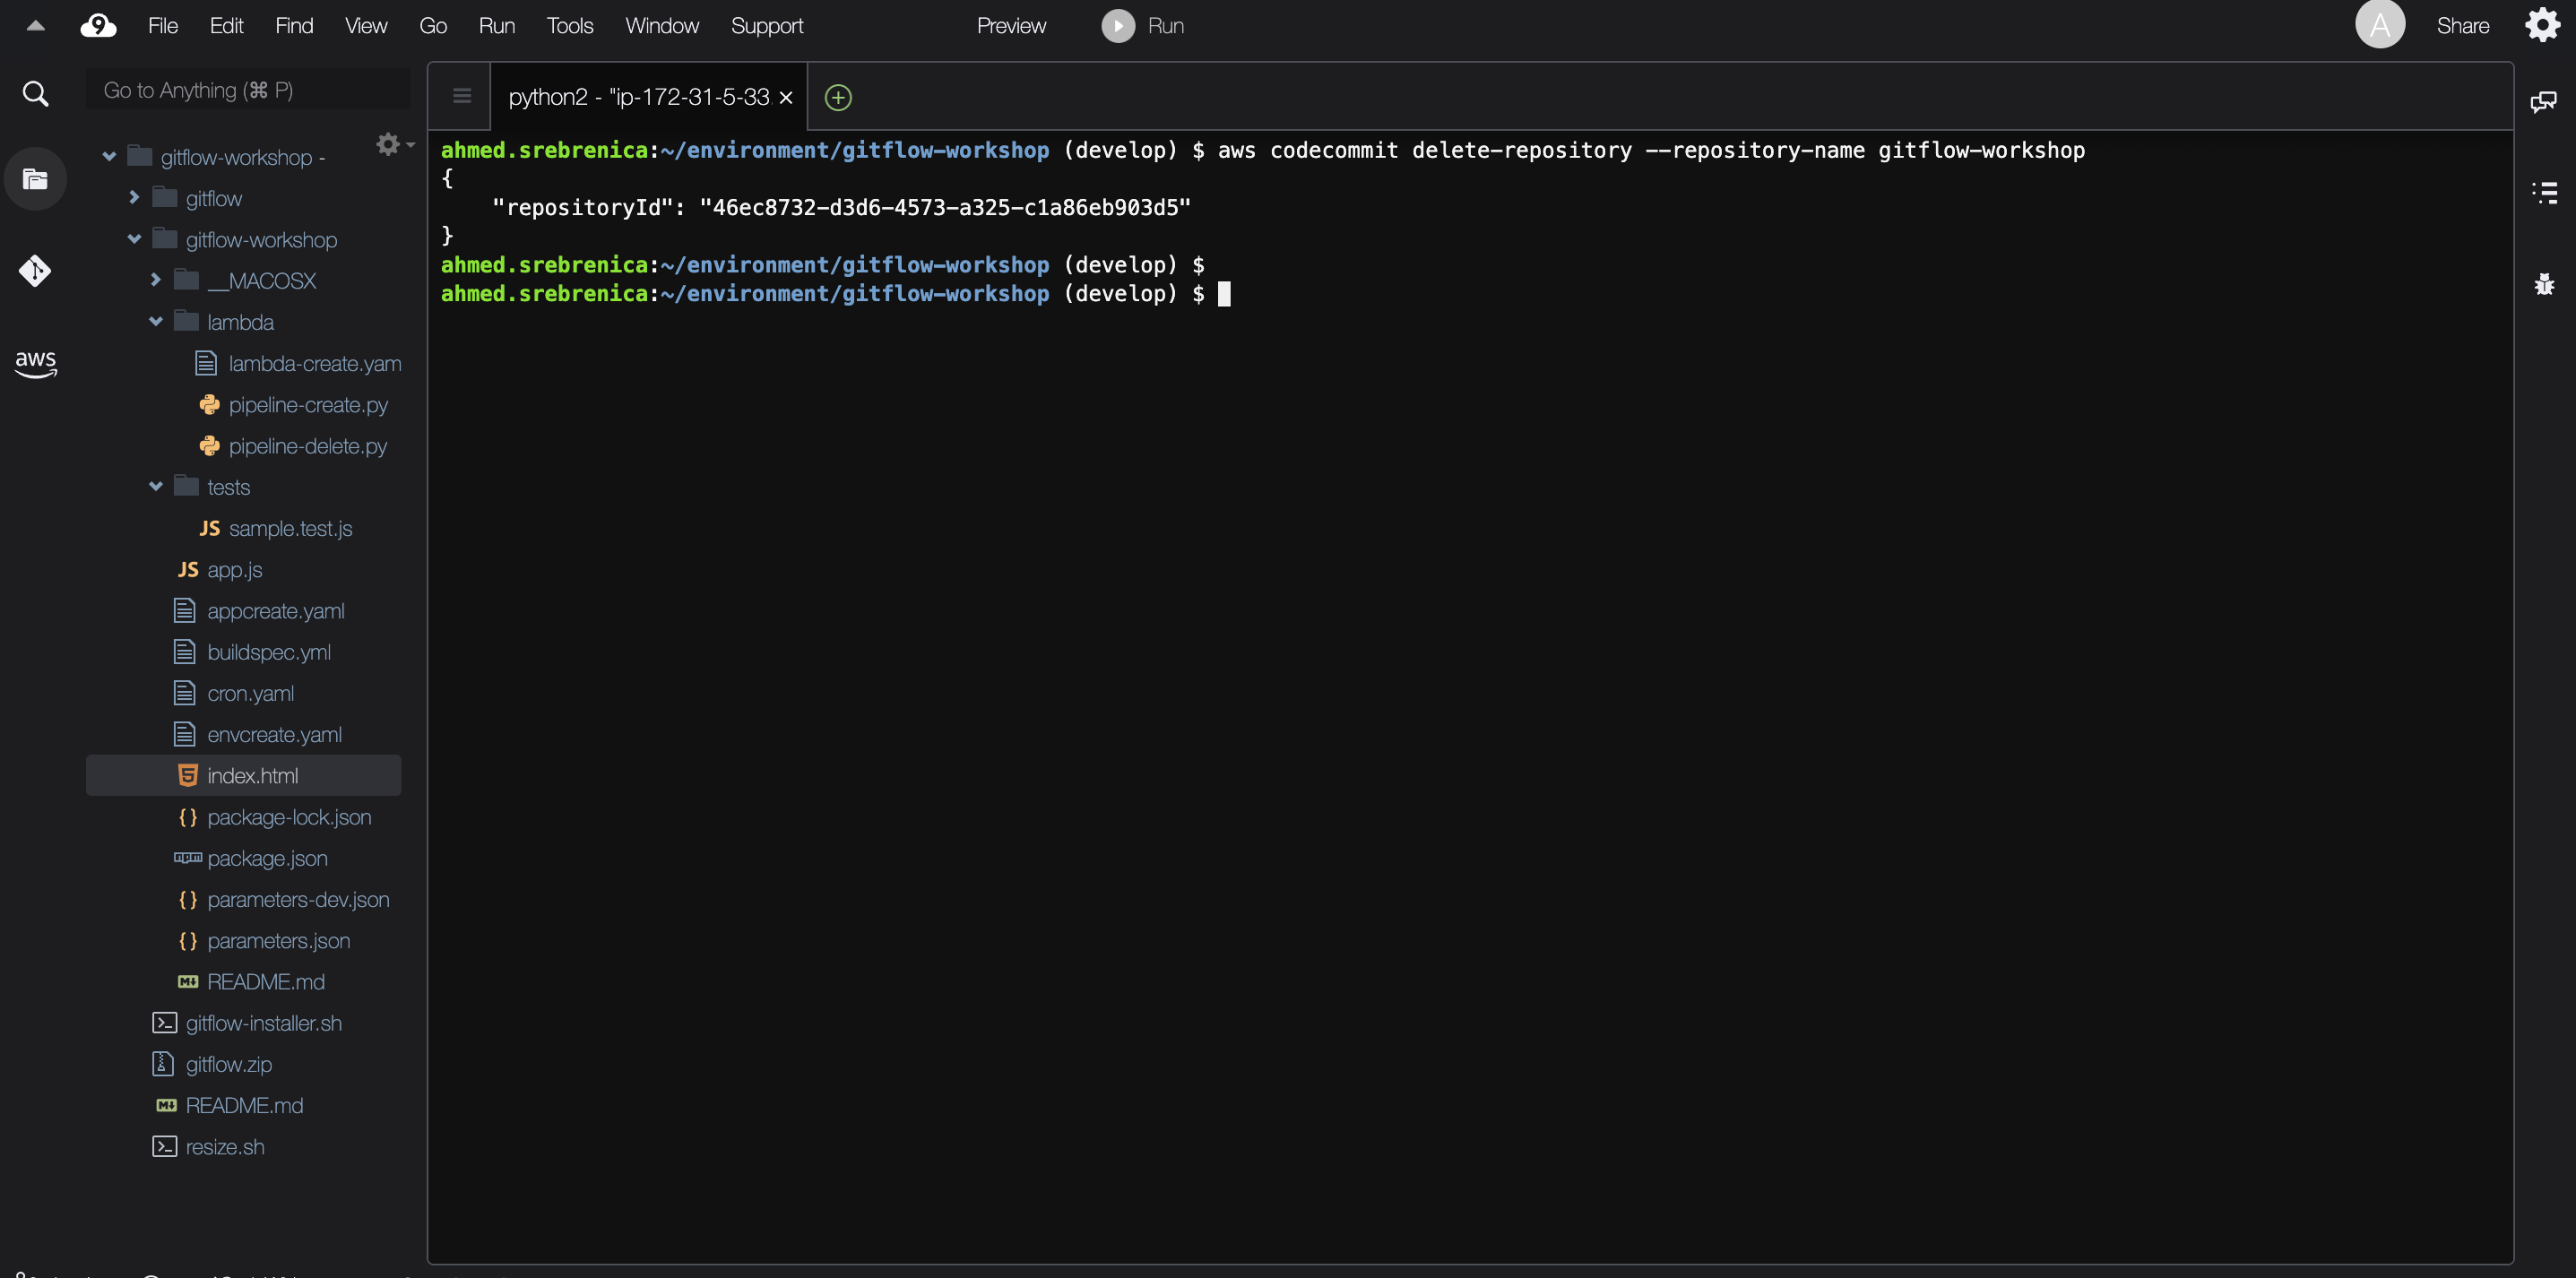 9 File Edit Find View Go Run Tools Window Support Preview Run A Share
Go to Anything (⌘ P)
python2 - "ip-172-31-5-33
gitflow-workshop -
gitflow
gitflow-workshop
__MACOSX
lambda
lambda-create.yam
pipeline-create.py
pipeline-delete.py
tests
JS sample.test.js
JS app.js
appcreate.yaml
buildspec.yml
cron.yaml
envcreate.yaml
5 index.html
{} package-lock.json
npm package.json
{} parameters-dev.json
{} parameters.json
M↓ README.md
gitflow-installer.sh
gitflow.zip
M↓ README.md
resize.sh
aws
ahmed.srebrenica:~/environment/gitflow-workshop (develop) $ aws codecommit delete-repository --repository-name gitflow-workshop
{
"repositoryId": "46ec8732-d3d6-4573-a325-c1a86eb903d5"
}
ahmed.srebrenica:~/environment/gitflow-workshop (develop) $
ahmed.srebrenica:~/environment/gitflow-workshop (develop) $